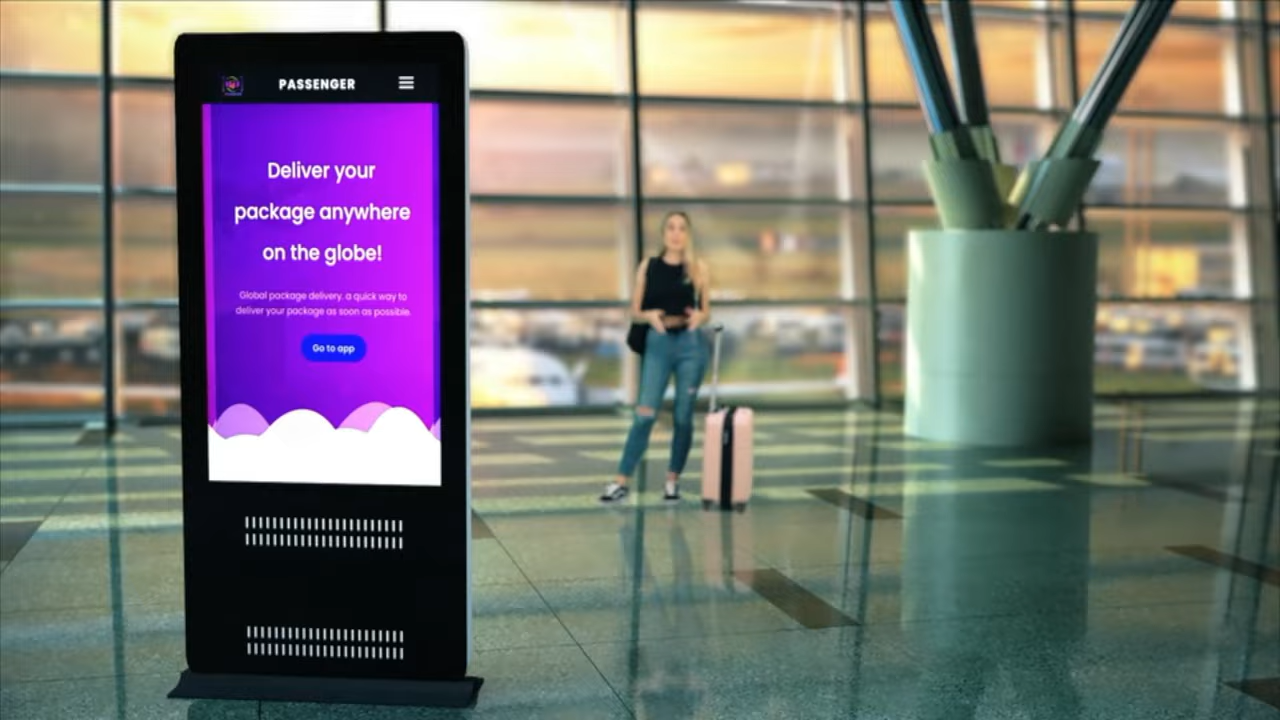 PASSENGER
Deliver your
package anywhere
on the globe!
Global package delivery. a quick way to
deliver your package as soon as possible.
Go to app